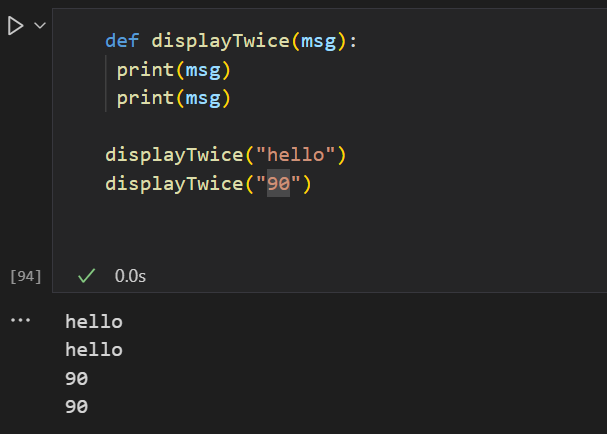 def displayTwice(msg):
 print(msg)
 print(msg)
displayTwice("hello")
displayTwice("90")
[94] 0.0s
hello
hello
90
90